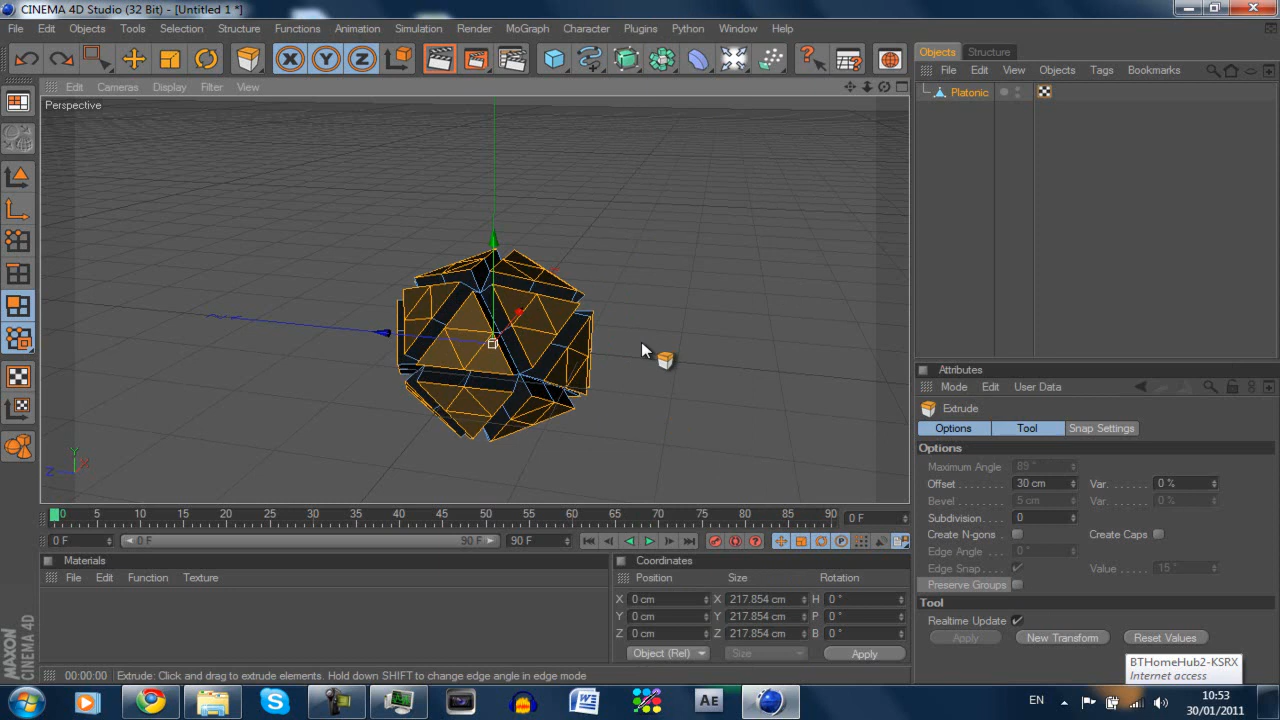 CINEMA 4D Studio (32 Bit) - [Untitled 1 *]
File Edit Objects Tools Selection Structure Functions Animation Simulation Render MoGraph Character Plugins Python Window Help
X Y Z
Objects Structure
File Edit View Objects Tags Bookmarks
Edit Cameras Display Filter View
Platonic
Perspective
Attributes
Mode Edit User Data
Extrude
Options Tool Snap Settings
Options
Maximum Angle 89 °
Offset 30 cm Var. 0 %
Bevel 5 cm Var. 0 %
Subdivision 0
Create N-gons Create Caps
Edge Angle 0 °
Edge Snap Value 15 °
Preserve Groups
Tool
Realtime Update
Apply New Transform Reset Values
Y
Z X
0 5 10 15 20 25 30 35 40 45 50 55 60 65 70 75 80 85 90 0 F
0 F 0 F 90 F 90 F
Materials
File Edit Function Texture
Coordinates
Position Size Rotation
X 0 cm X 217.854 cm H 0 °
Y 0 cm Y 217.854 cm P 0 °
Z 0 cm Z 217.854 cm B 0 °
Object (Rel) Size Apply
MAXON
CINEMA 4D
00:00:00 Extrude: Click and drag to extrude elements. Hold down SHIFT to change edge angle in edge mode
BTHomeHub2-KSRX
Internet access
AE
EN
10:53
30/01/2011